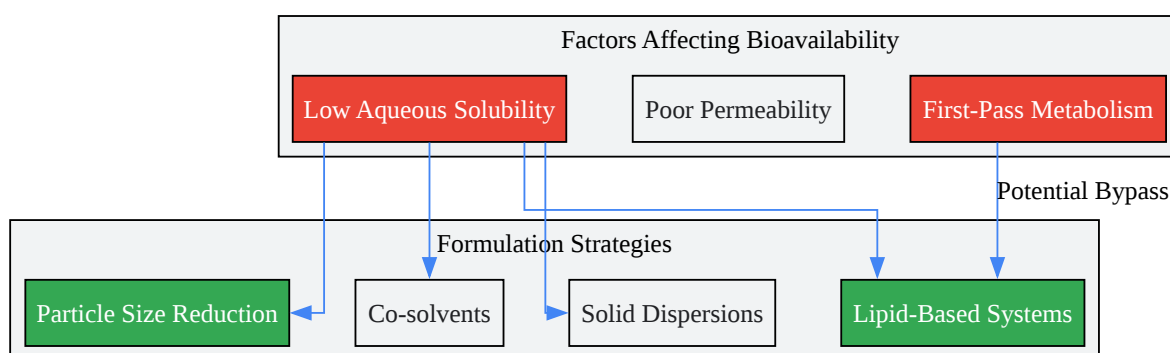 Factors Affecting Bioavailability
Low Aqueous Solubility
Poor Permeability
First-Pass Metabolism
Potential Bypass
Formulation Strategies
Particle Size Reduction
Co-solvents
Solid Dispersions
Lipid-Based Systems